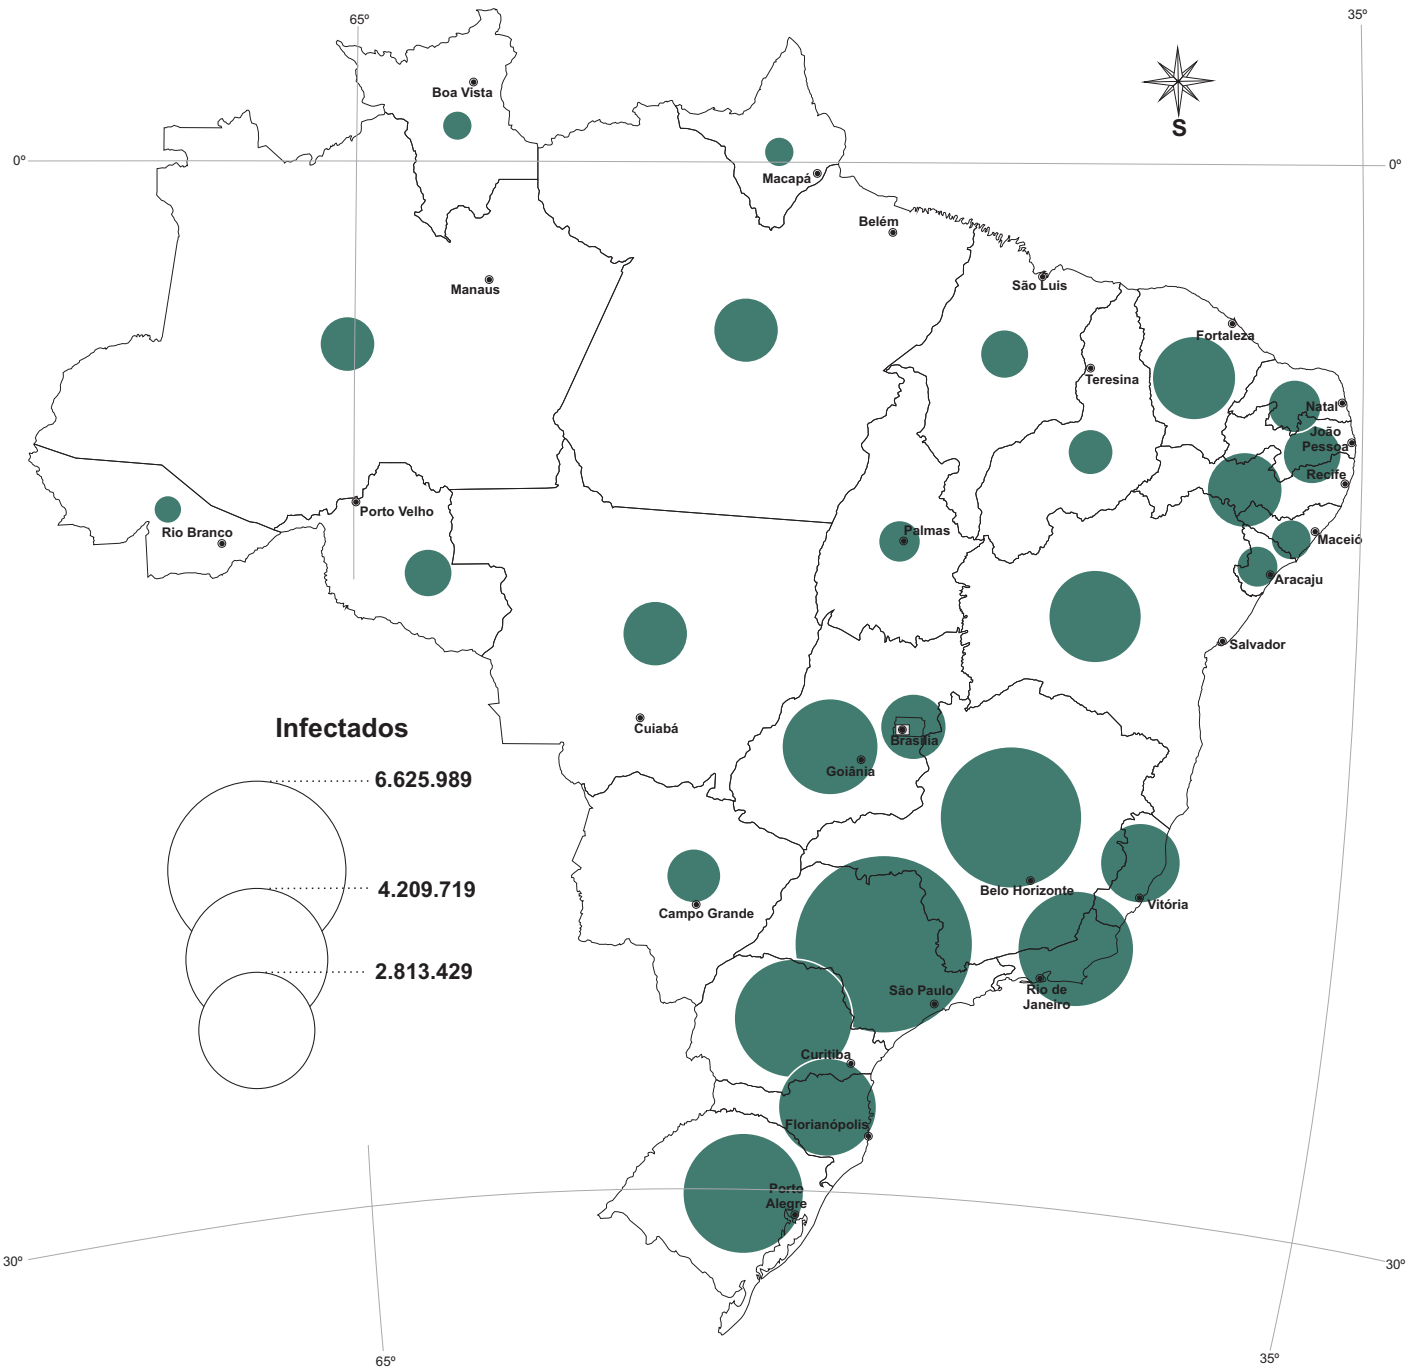 65º
35º
Boa Vista
S
0º
0º
Macapá
Belém
Manaus
São Luis
Fortaleza
Teresina
Natal
João
Pessoa
Recife
Porto Velho
Rio Branco
Palmas
Maceió
Aracaju
Salvador
Cuiabá
Brasília
Goiânia
Infectados
6.625.989
4.209.719
2.813.429
Belo Horizonte
Vitória
Campo Grande
São Paulo
Rio de
Janeiro
Curitiba
Florianópolis
Porto
Alegre
30º
30º
65º
35º